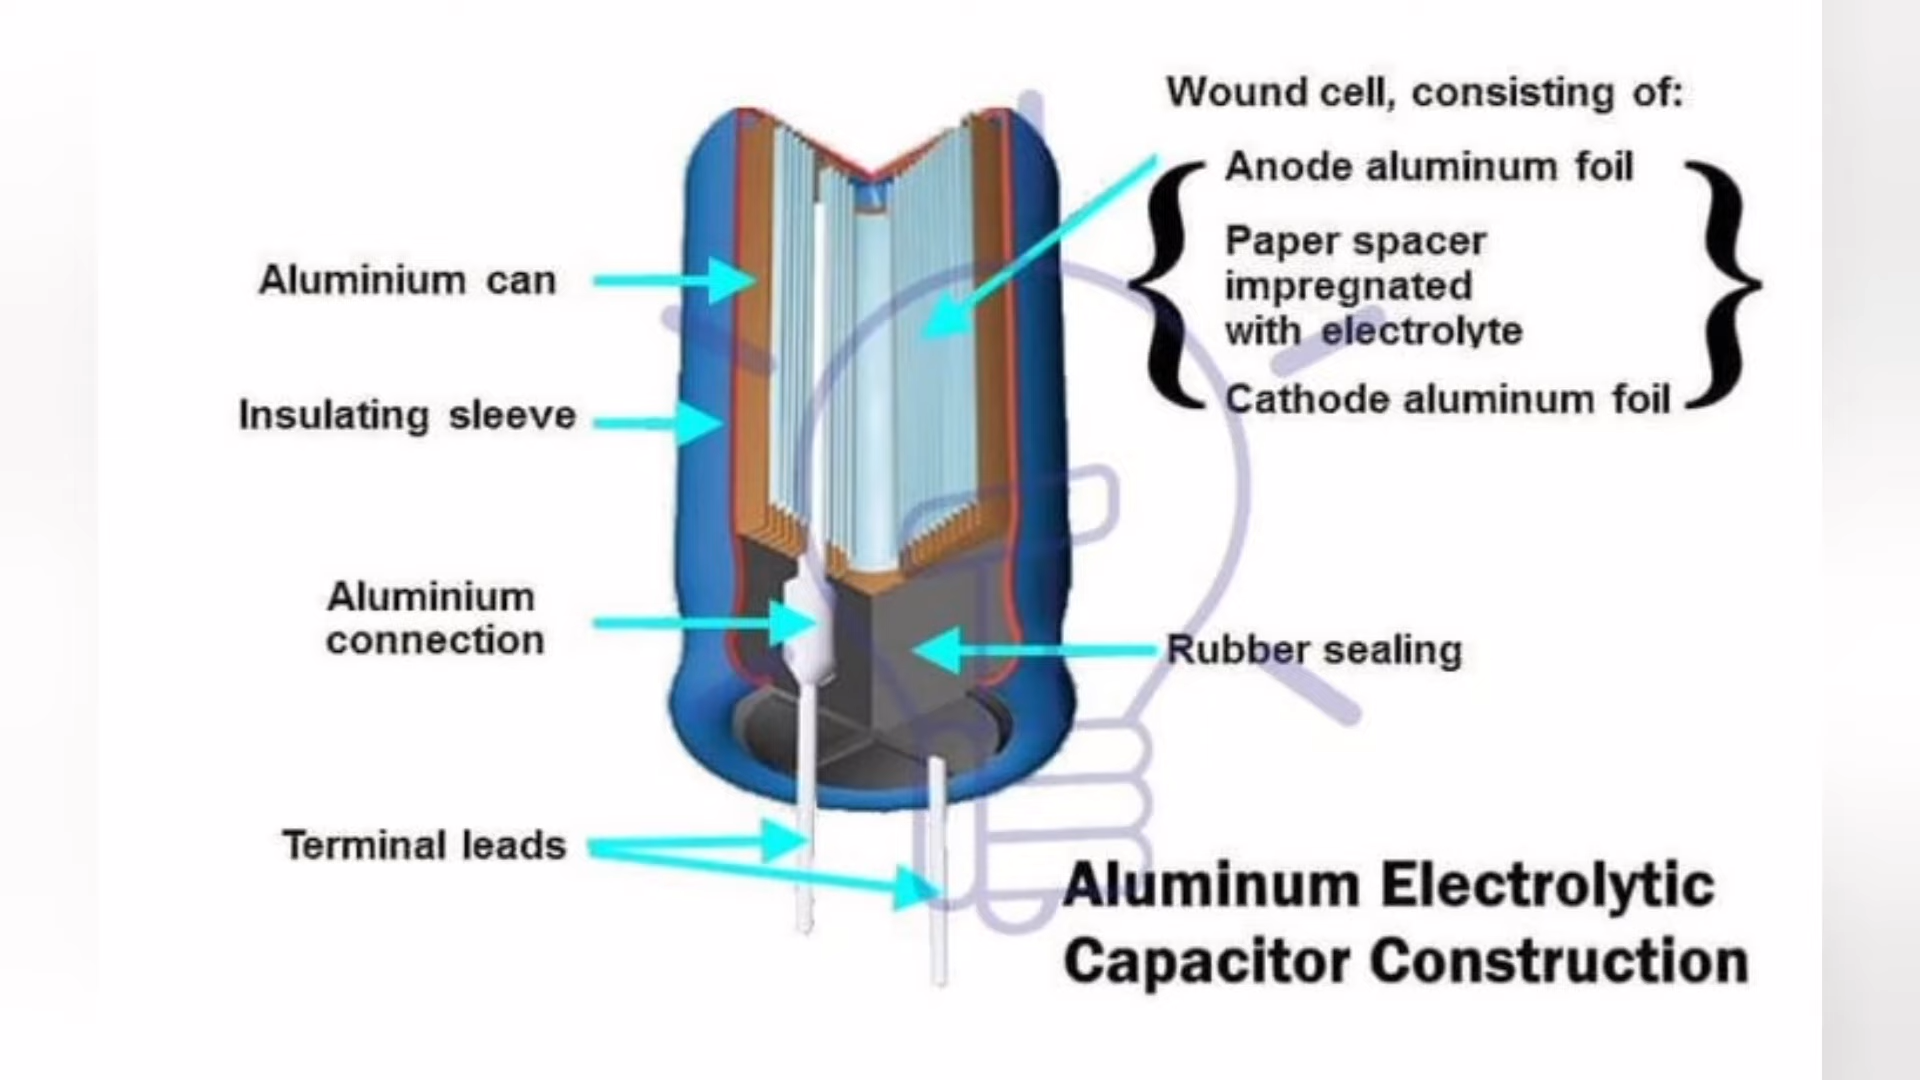 Wound cell, consisting of:
Anode aluminum foil
Paper spacer
impregnated
with electrolyte
Cathode aluminum foil
Aluminium can
Insulating sleeve
Aluminium
connection
Rubber sealing
Terminal leads
Aluminum Electrolytic
Capacitor Construction